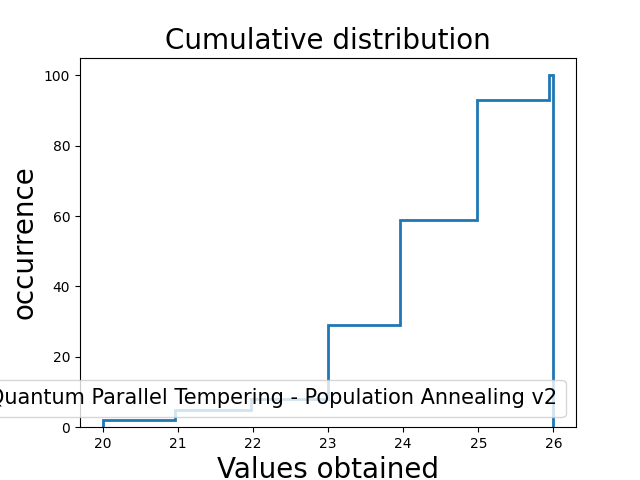 Cumulative distribution
occurrence
100
80
60
40
20
0
Quantum Parallel Tempering - Population Annealing v2
20 21 22 23 24 25 26
Values obtained